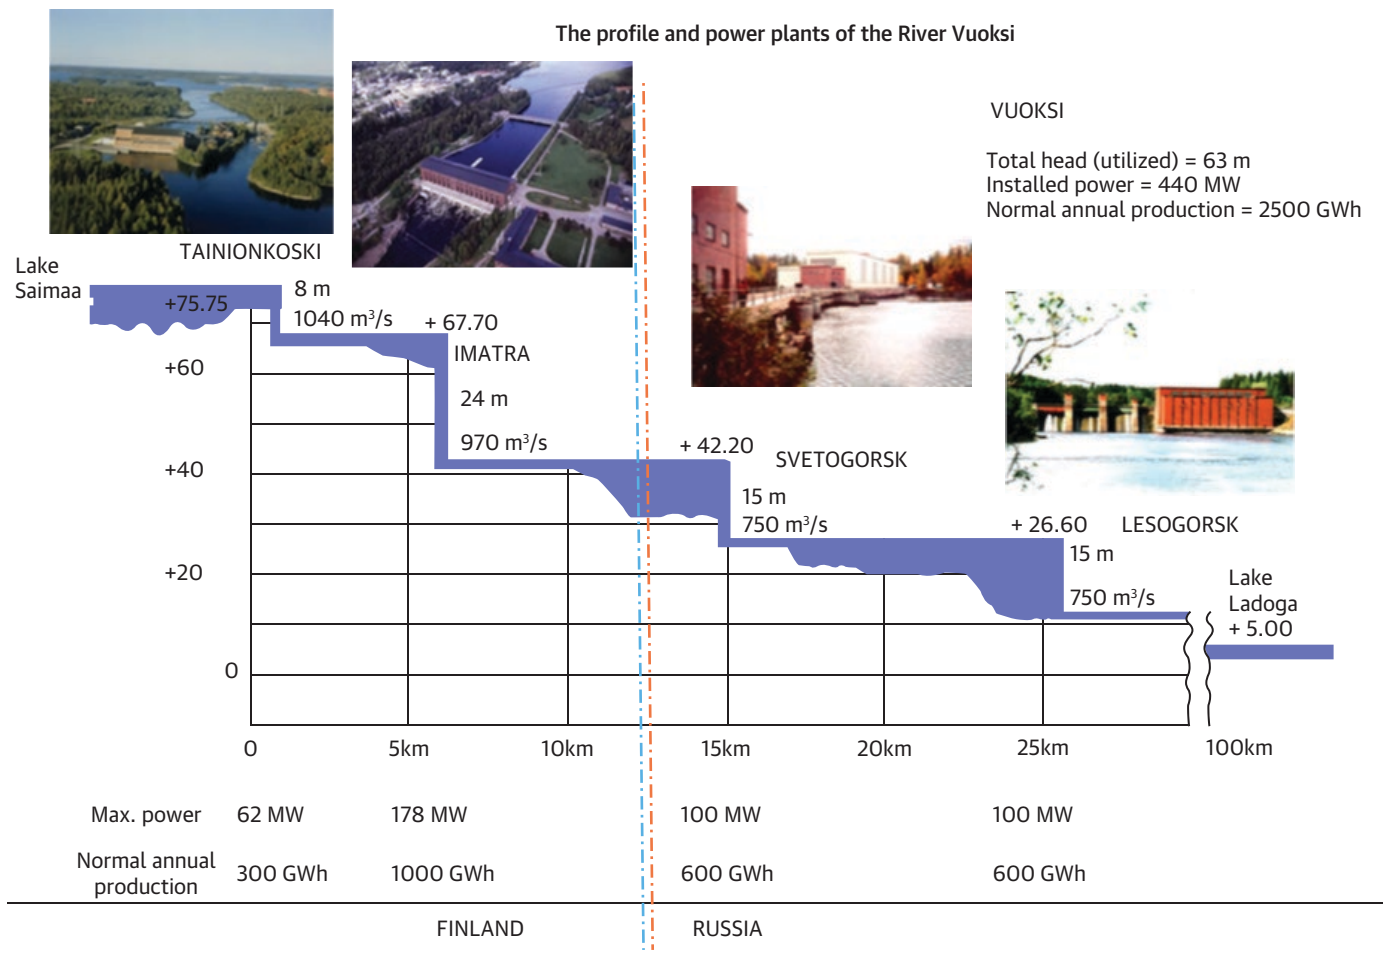 The profile and power plants of the River Vuoksi
VUOKSI
Total head (utilized) = 63 m
Installed power = 440 MW
Normal annual production = 2500 GWh
TAINIONKOSKI
Lake
Saimaa
+75.75
8 m
1040 m³/s
+ 67.70
IMATRA
+60
24 m
970 m³/s
+ 42.20
SVETOGORSK
+40
15 m
750 m³/s
+ 26.60
LESOGORSK
15 m
+20
750 m³/s
Lake
Ladoga
+ 5.00
0
0
5km
10km
15km
20km
25km
100km
Max. power
62 MW
178 MW
100 MW
100 MW
Normal annual
production
300 GWh
1000 GWh
600 GWh
600 GWh
FINLAND
RUSSIA